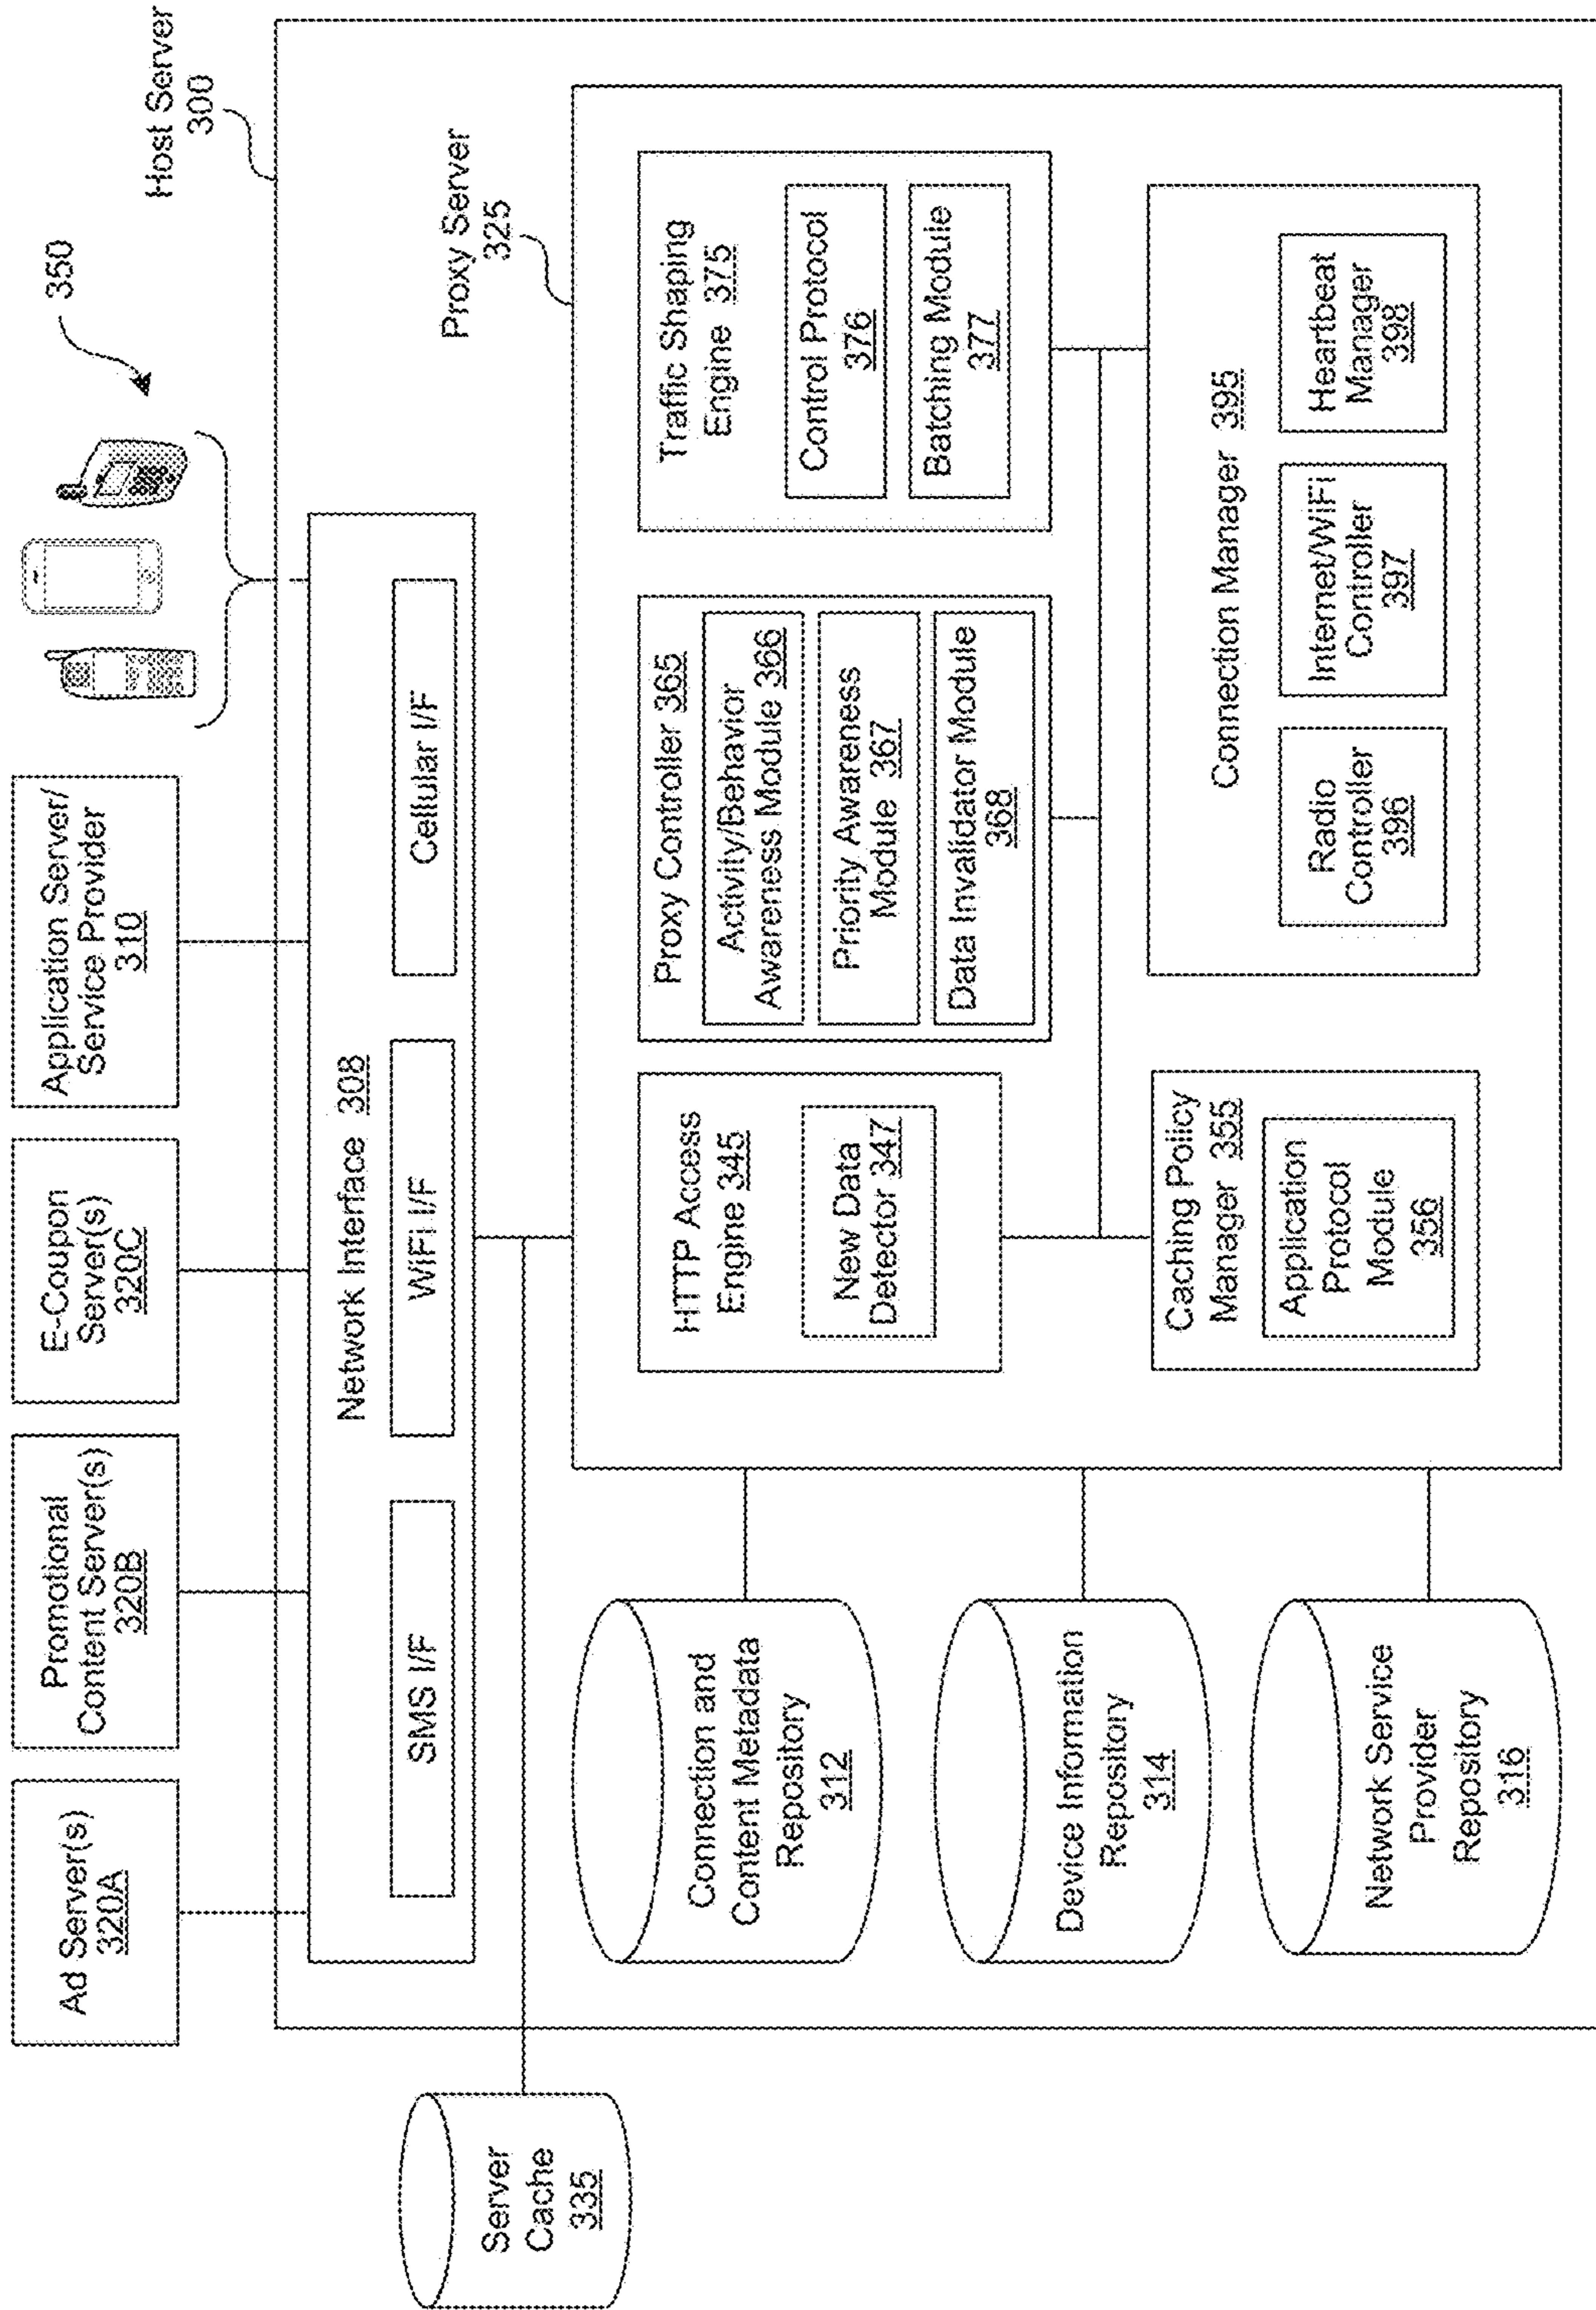 Ad Server(s)
320A
Promotional
Content Server(s)
320B
E-Coupon
Server(s)
320C
Application Server/
Service Provider
310
350
Host Server
300
Network Interface 308
SMS I/F
WiFi I/F
Cellular I/F
Server
Cache
335
Proxy Server
325
Connection and
Content Metadata
Repository
312
Device Information
Repository
314
Network Service
Provider
Repository
316
HTTP Access
Engine 345
New Data
Detector 347
Proxy Controller 365
Activity/Behavior
Awareness Module 366
Priority Awareness
Module 367
Data Invalidator Module
368
Traffic Shaping
Engine 375
Control Protocol
376
Batching Module
377
Caching Policy
Manager 355
Application
Protocol
Module
356
Connection Manager 395
Radio
Controller
396
Internet/WiFi
Controller
397
Heartbeat
Manager
398